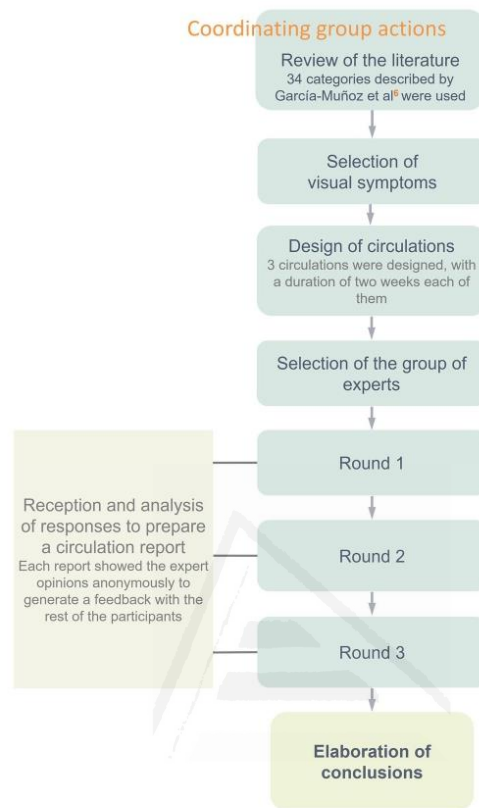 Coordinating group actions
Review of the literature
34 categories described by
García-Muñoz et al⁶ were used
Selection of
visual symptoms
Design of circulations
3 circulations were designed, with
a duration of two weeks each of
them
Selection of the group of
experts
Round 1
Reception and analysis
of responses to prepare
a circulation report
Each report showed the expert
opinions anonymously to
generate a feedback with the
rest of the participants
Round 2
Round 3
Elaboration of
conclusions